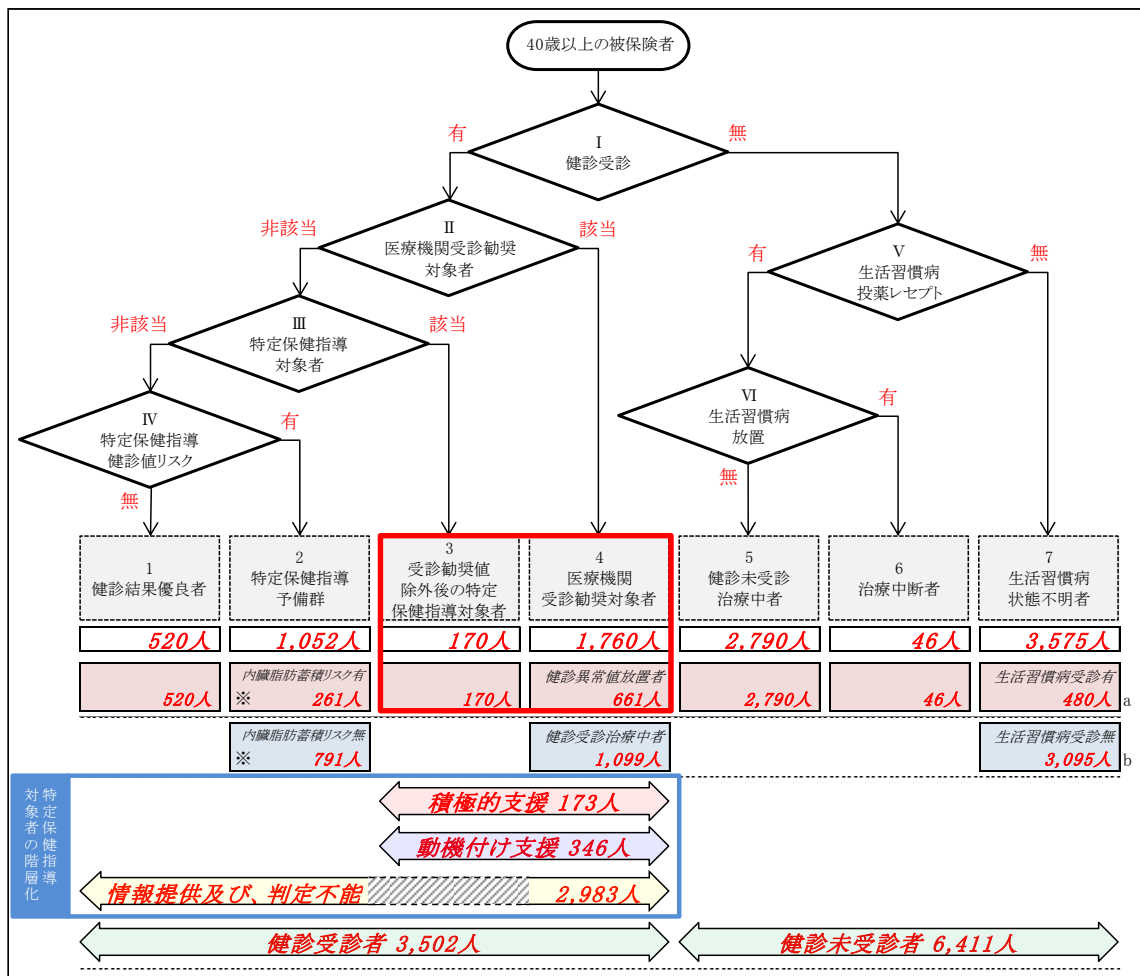 40歳以上の被保険者
Ⅰ
健診受診
有
無
Ⅱ
医療機関受診勧奨
対象者
非該当
該当
Ⅴ
生活習慣病
投薬レセプト
有
無
Ⅲ
特定保健指導
対象者
非該当
該当
Ⅳ
特定保健指導
健診値リスク
有
無
Ⅵ
生活習慣病
放置
有
無
1
健診結果優良者
2
特定保健指導
予備群
3
受診勧奨値
除外後の特定
保健指導対象者
4
医療機関
受診勧奨対象者
5
健診未受診
治療中者
6
治療中断者
7
生活習慣病
状態不明者
520人
1,052人
170人
1,760人
2,790人
46人
3,575人
520人
内臓脂肪蓄積リスク有
※ 261人
170人
健診異常値放置者
661人
2,790人
46人
生活習慣病受診有
480人
a
内臓脂肪蓄積リスク無
※ 791人
健診受診治療中者
1,099人
生活習慣病受診無
3,095人
b
特定保健指導
対象者の階層化
積極的支援 173人
動機付け支援 346人
情報提供及び、判定不能 2,983人
健診受診者 3,502人
健診未受診者 6,411人